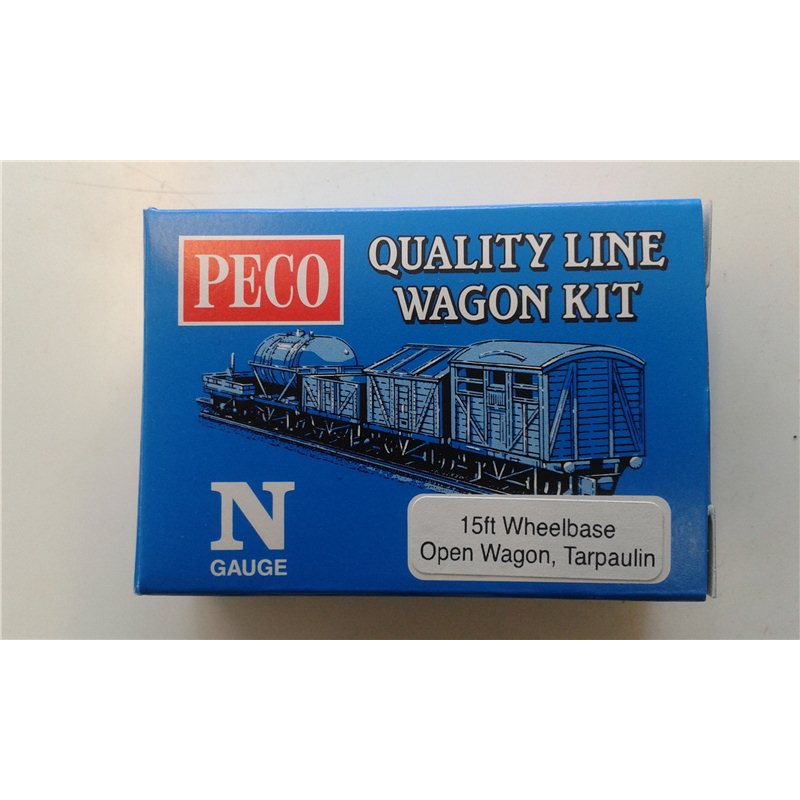 PECO
QUALITY LINE
WAGON KIT
N
GAUGE
15ft Wheelbase
Open Wagon, Tarpaulin